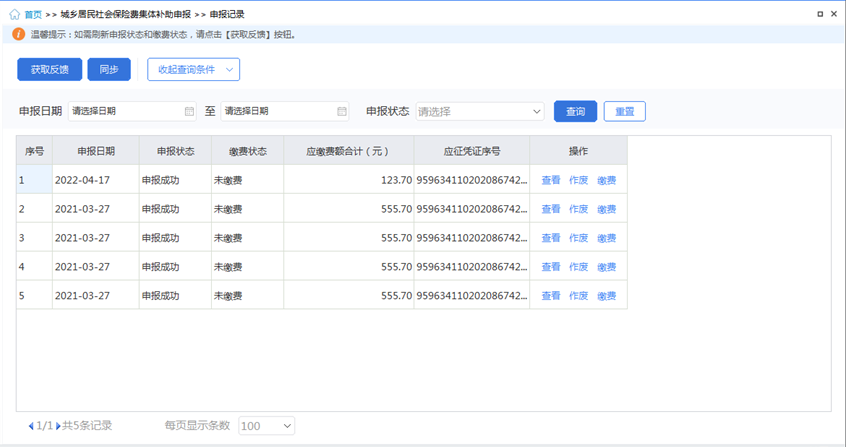 首页 >> 城乡居民社会保险费集体补助申报 >> 申报记录
温馨提示：如需刷新申报状态和缴费状态，请点击【获取反馈】按钮。
获取反馈 同步 收起查询条件
申报日期 请选择日期 至 请选择日期 申报状态 请选择 查询 重置
序号 申报日期 申报状态 缴费状态 应缴费额合计（元） 应征凭证序号 操作
1 2022-04-17 申报成功 未缴费 123.70 959634110202086742... 查看 作废 缴费
2 2021-03-27 申报成功 未缴费 555.70 959634110202086742... 查看 作废 缴费
3 2021-03-27 申报成功 未缴费 555.70 959634110202086742... 查看 作废 缴费
4 2021-03-27 申报成功 未缴费 555.70 959634110202086742... 查看 作废 缴费
5 2021-03-27 申报成功 未缴费 555.70 959634110202086742... 查看 作废 缴费
1/1 共5条记录 每页显示条数 100